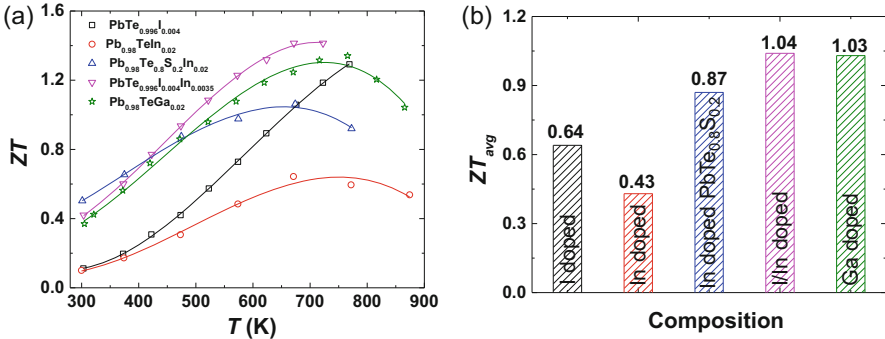 (a)
PbTe0.996I0.004
Pb0.98TeIn0.02
Pb0.98Te0.8S0.2In0.02
PbTe0.996I0.004In0.0035
Pb0.98TeGa0.02
ZT
1.6
1.2
0.8
0.4
0.0
300 400 500 600 700 800 900
T (K)
(b)
ZTavg
1.2
0.9
0.6
0.3
0.0
0.64
0.43
0.87
1.04
1.03
I doped
In doped
In doped PbTe0.8S0.2
I/In doped
Ga doped
Composition